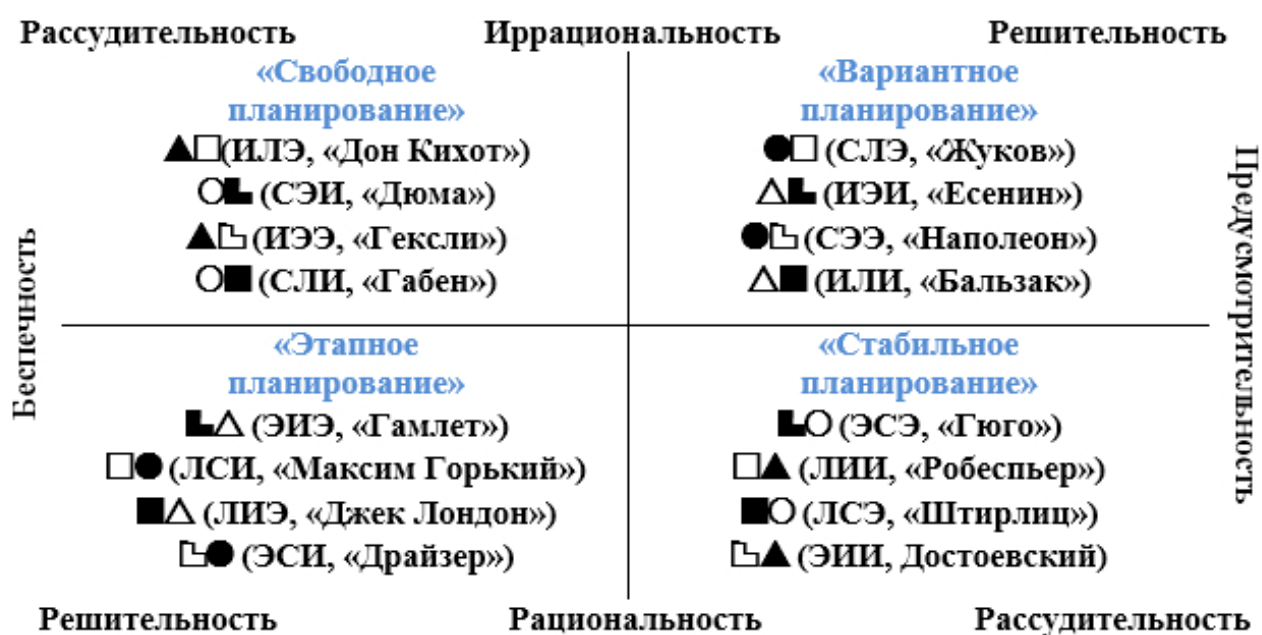 Рассудительность Иррациональность Решительность
«Свободное
планирование»
▲□(ИЛЭ, «Дон Кихот»)
○▙ (СЭИ, «Дюма»)
▲▙ (ИЭЭ, «Гексли»)
○■ (СЛИ, «Габен»)
«Вариантное
планирование»
●□ (СЛЭ, «Жуков»)
△▙ (ИЭИ, «Есенин»)
●▙ (СЭЭ, «Наполеон»)
△■ (ИЛИ, «Бальзак»)
Беспечность
Предусмотрительность
«Этапное
планирование»
▙△ (ЭИЭ, «Гамлет»)
□● (ЛСИ, «Максим Горький»)
■△ (ЛИЭ, «Джек Лондон»)
▙● (ЭСИ, «Драйзер»)
«Стабильное
планирование»
▙○ (ЭСЭ, «Гюго»)
□▲ (ЛИИ, «Робеспьер»)
■○ (ЛСЭ, «Штирлиц»)
▙▲ (ЭИИ, Достоевский)
Решительность Рациональность Рассудительность